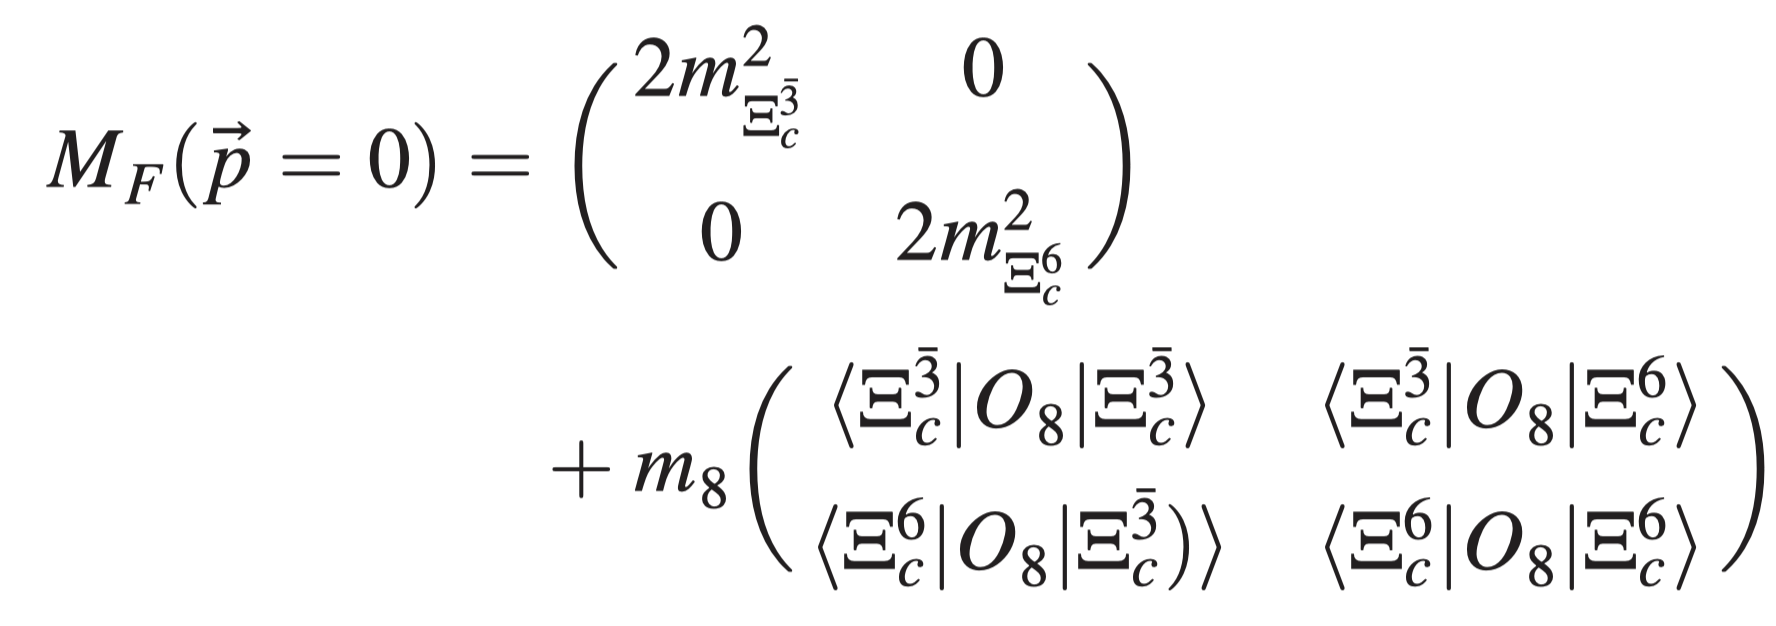 M_F(\vec{p} = 0) = \begin{pmatrix} 2m^2_{\Xi_c^{\bar{3}}} & 0 \\ 0 & 2m^2_{\Xi_c^6} \end{pmatrix}
+ m_8 \begin{pmatrix} \langle \Xi_c^{\bar{3}} | O_8 | \Xi_c^{\bar{3}} \rangle & \langle \Xi_c^{\bar{3}} | O_8 | \Xi_c^6 \rangle \\ \langle \Xi_c^6 | O_8 | \Xi_c^{\bar{3}} ) \rangle & \langle \Xi_c^6 | O_8 | \Xi_c^6 \rangle \end{pmatrix}